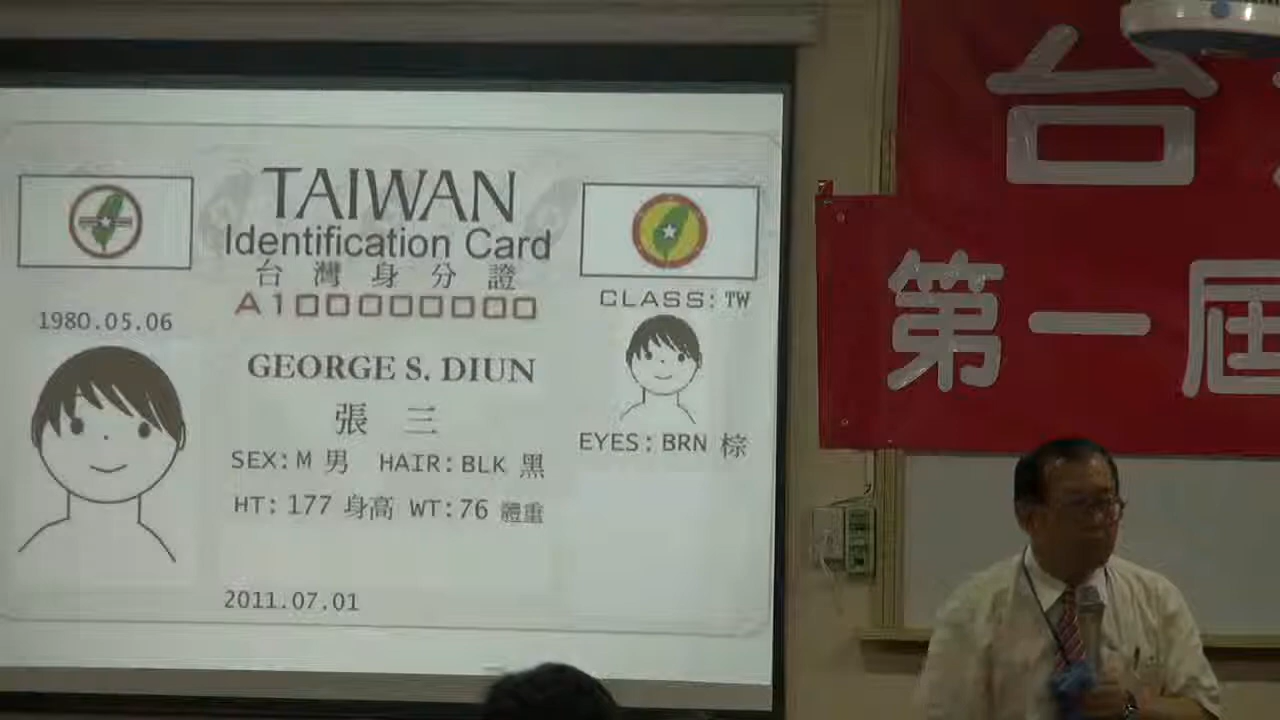 TAIWAN
Identification Card
台灣身分證
A1□□□□□□□□
CLASS: TW
1980.05.06
GEORGE S. DIUN
張 三
EYES: BRN 棕
SEX: M 男 HAIR: BLK 黑
HT: 177 身高 WT: 76 體重
2011.07.01
台
第一屆